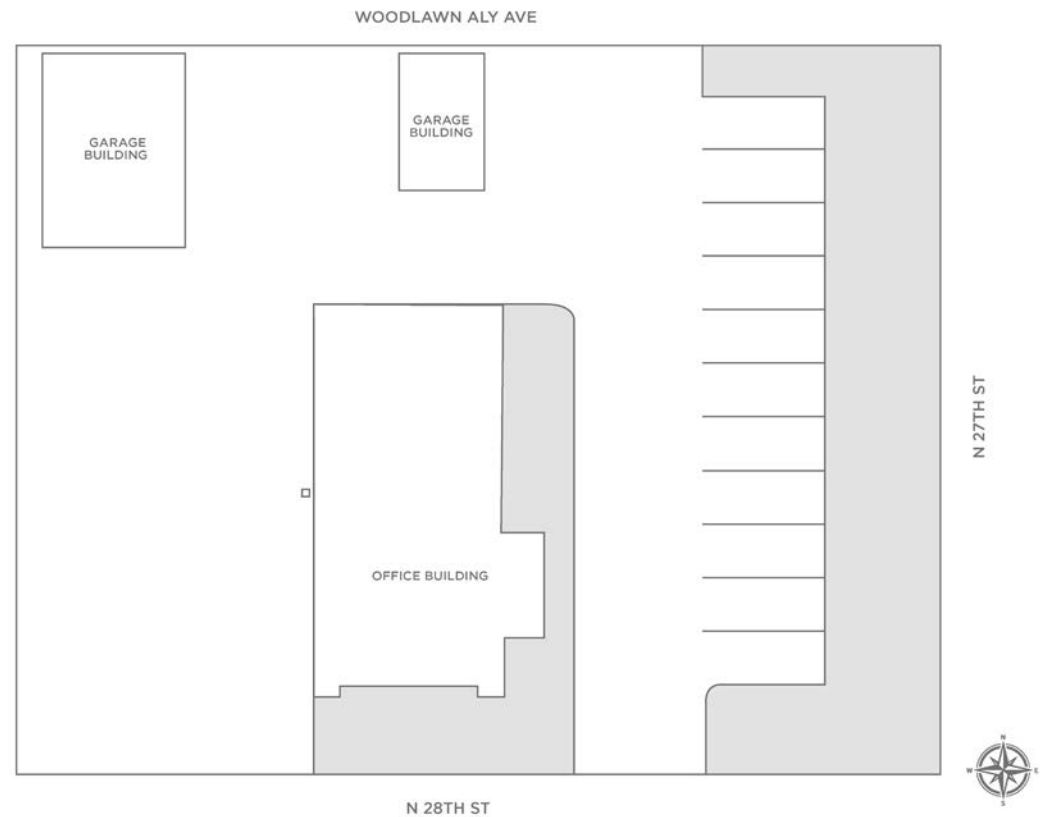 WOODLAWN ALY AVE
GARAGE
BUILDING
GARAGE
BUILDING
N 27TH ST
OFFICE BUILDING
N
W E
S
N 28TH ST